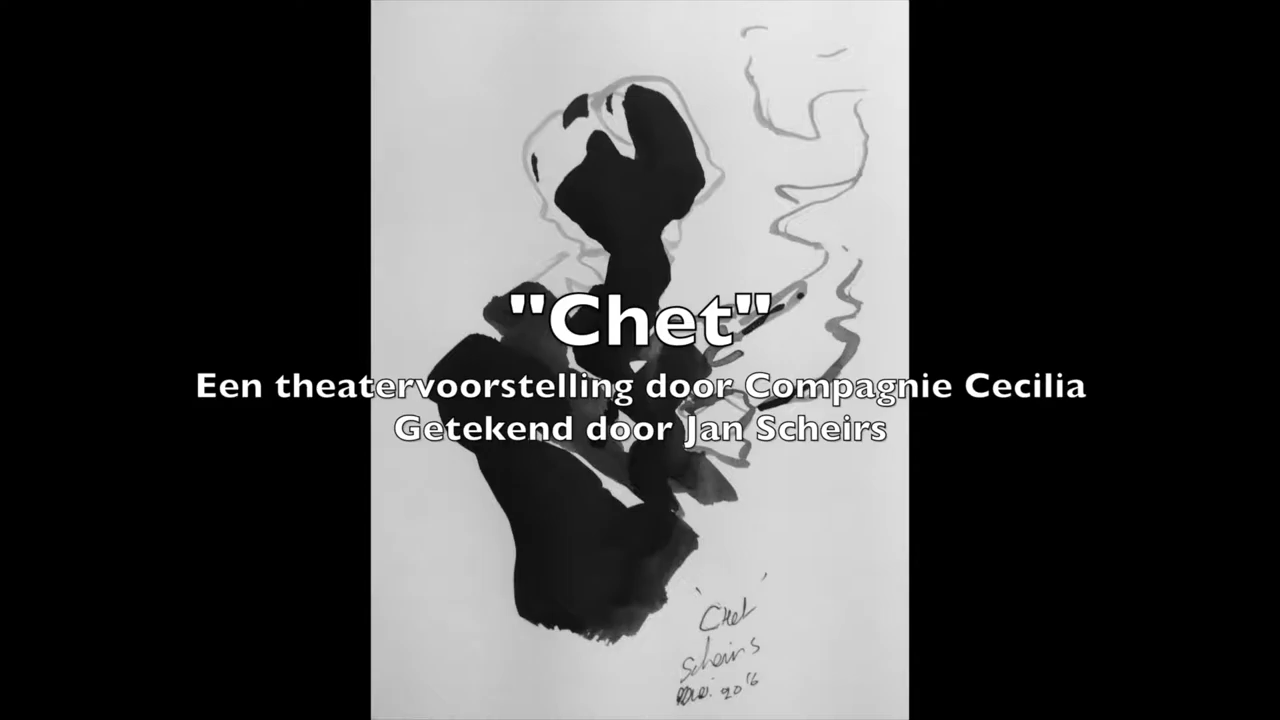 "Chet"
Een theatervoorstelling door Compagnie Cecilia
Getekend door Jan Scheirs
'Chet'
Scheirs